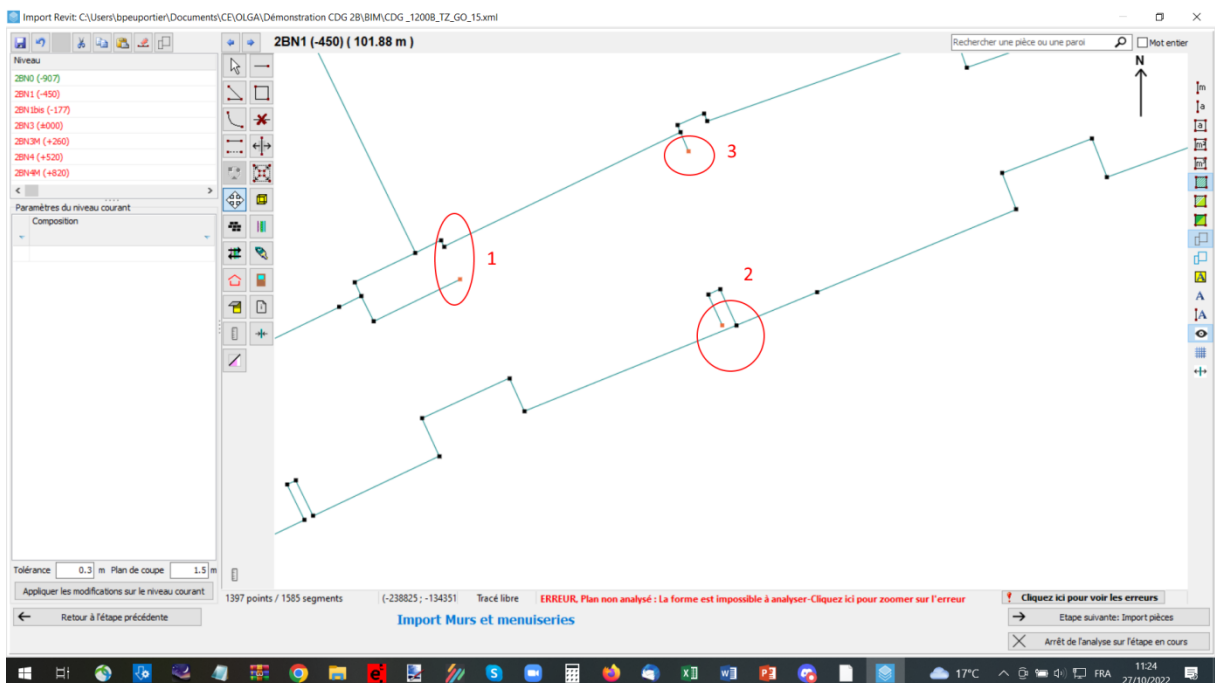 Import Revit: C:\Users\bpeuportier\Documents\CE\OLGA\Démonstration CDG 2B\BIM\CDG _1200B_TZ_GO_15.xml
2BN1 (-450) ( 101.88 m )
Rechercher une pièce ou une paroi
Mot entier
Niveau
2BN0 (-907)
2BN1 (-450)
2BN1bis (-177)
2BN3 (±000)
2BN3M (+260)
2BN4 (+520)
2BN4M (+820)
Paramètres du niveau courant
Composition
N
3
1
2
Tolérance 0.3 m Plan de coupe 1.5 m
Appliquer les modifications sur le niveau courant
1397 points / 1585 segments (-238825 ; -134351 Tracé libre ERREUR, Plan non analysé : La forme est impossible à analyser-Cliquez ici pour zoomer sur l'erreur
Cliquez ici pour voir les erreurs
Retour à l'étape précédente
Import Murs et menuiseries
Etape suivante: Import pièces
Arrêt de l'analyse sur l'étape en cours
17°C
FRA
11:24
27/10/2022